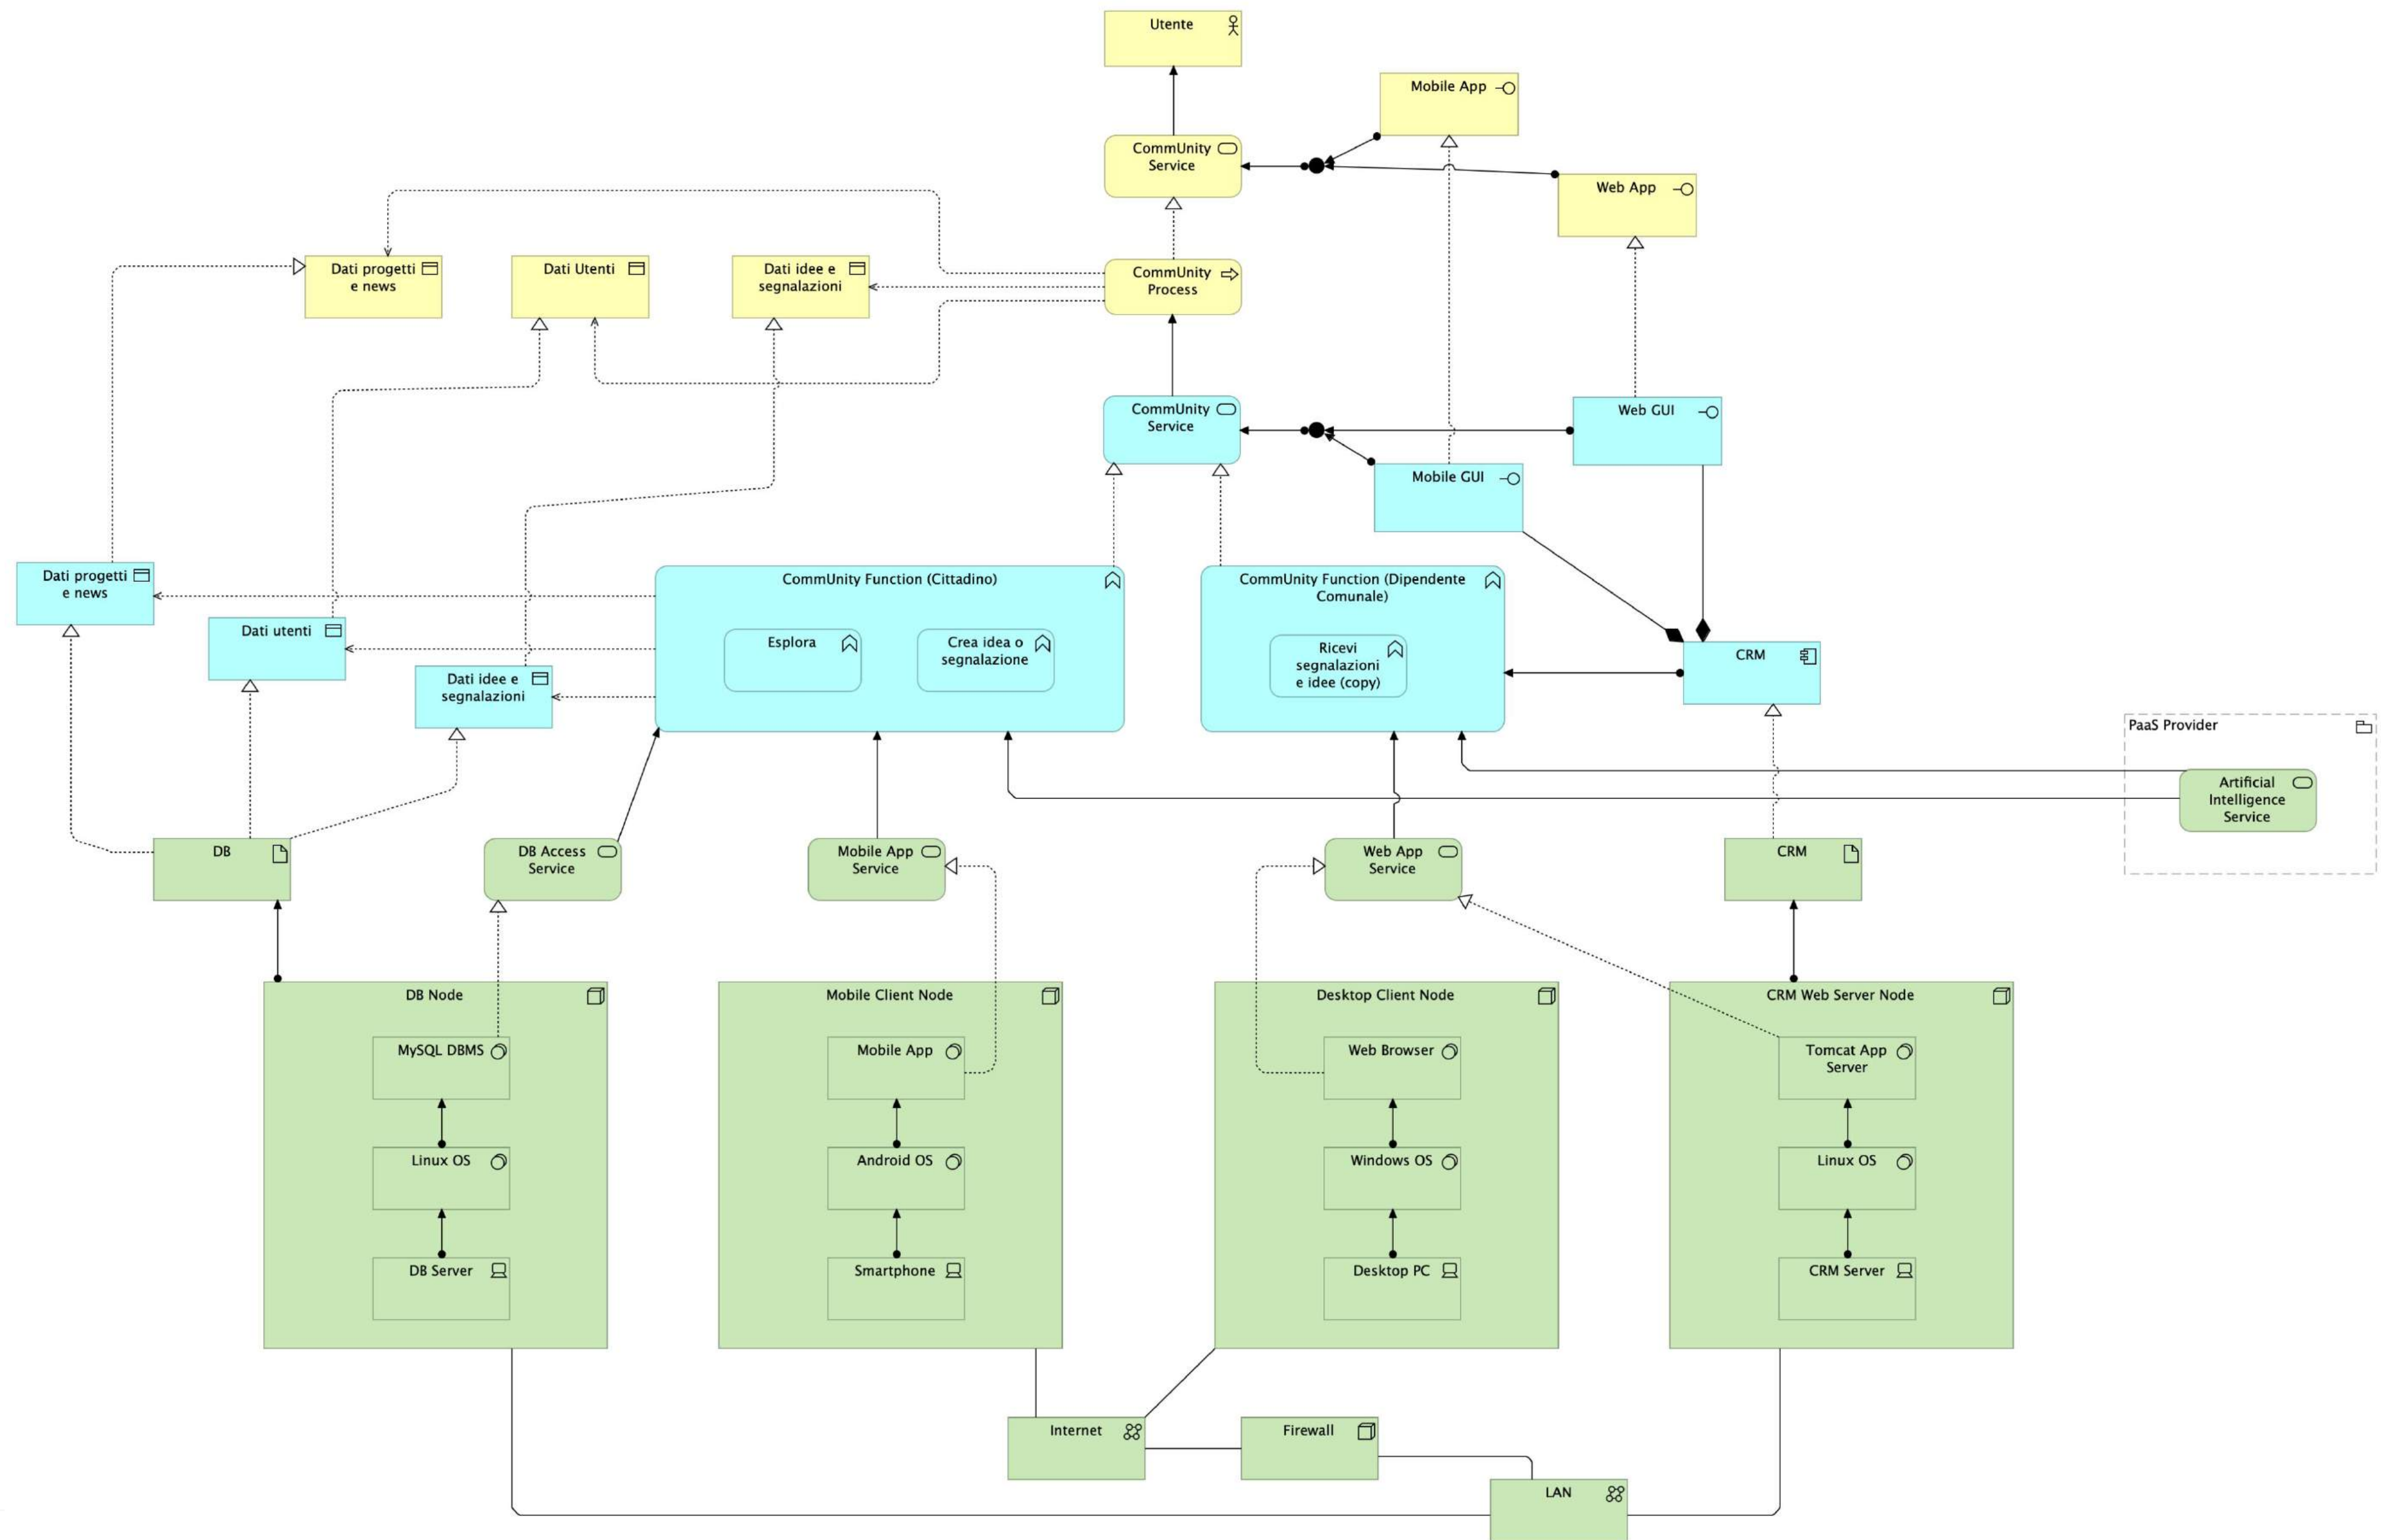 Utente
Mobile App
CommUnity
Service
Web App
Dati progetti
e news
Dati Utenti
Dati idee e
segnalazioni
CommUnity
Process
CommUnity
Service
Web GUI
Mobile GUI
Dati progetti
e news
Dati utenti
Dati idee e
segnalazioni
CommUnity Function (Cittadino)
Esplora
Crea idea o
segnalazione
CommUnity Function (Dipendente
Comunale)
Ricevi
segnalazioni
e idee (copy)
CRM
PaaS Provider
Artificial
Intelligence
Service
DB
DB Access
Service
Mobile App
Service
Web App
Service
CRM
DB Node
MySQL DBMS
Linux OS
DB Server
Mobile Client Node
Mobile App
Android OS
Smartphone
Desktop Client Node
Web Browser
Windows OS
Desktop PC
CRM Web Server Node
Tomcat App
Server
Linux OS
CRM Server
Internet
Firewall
LAN